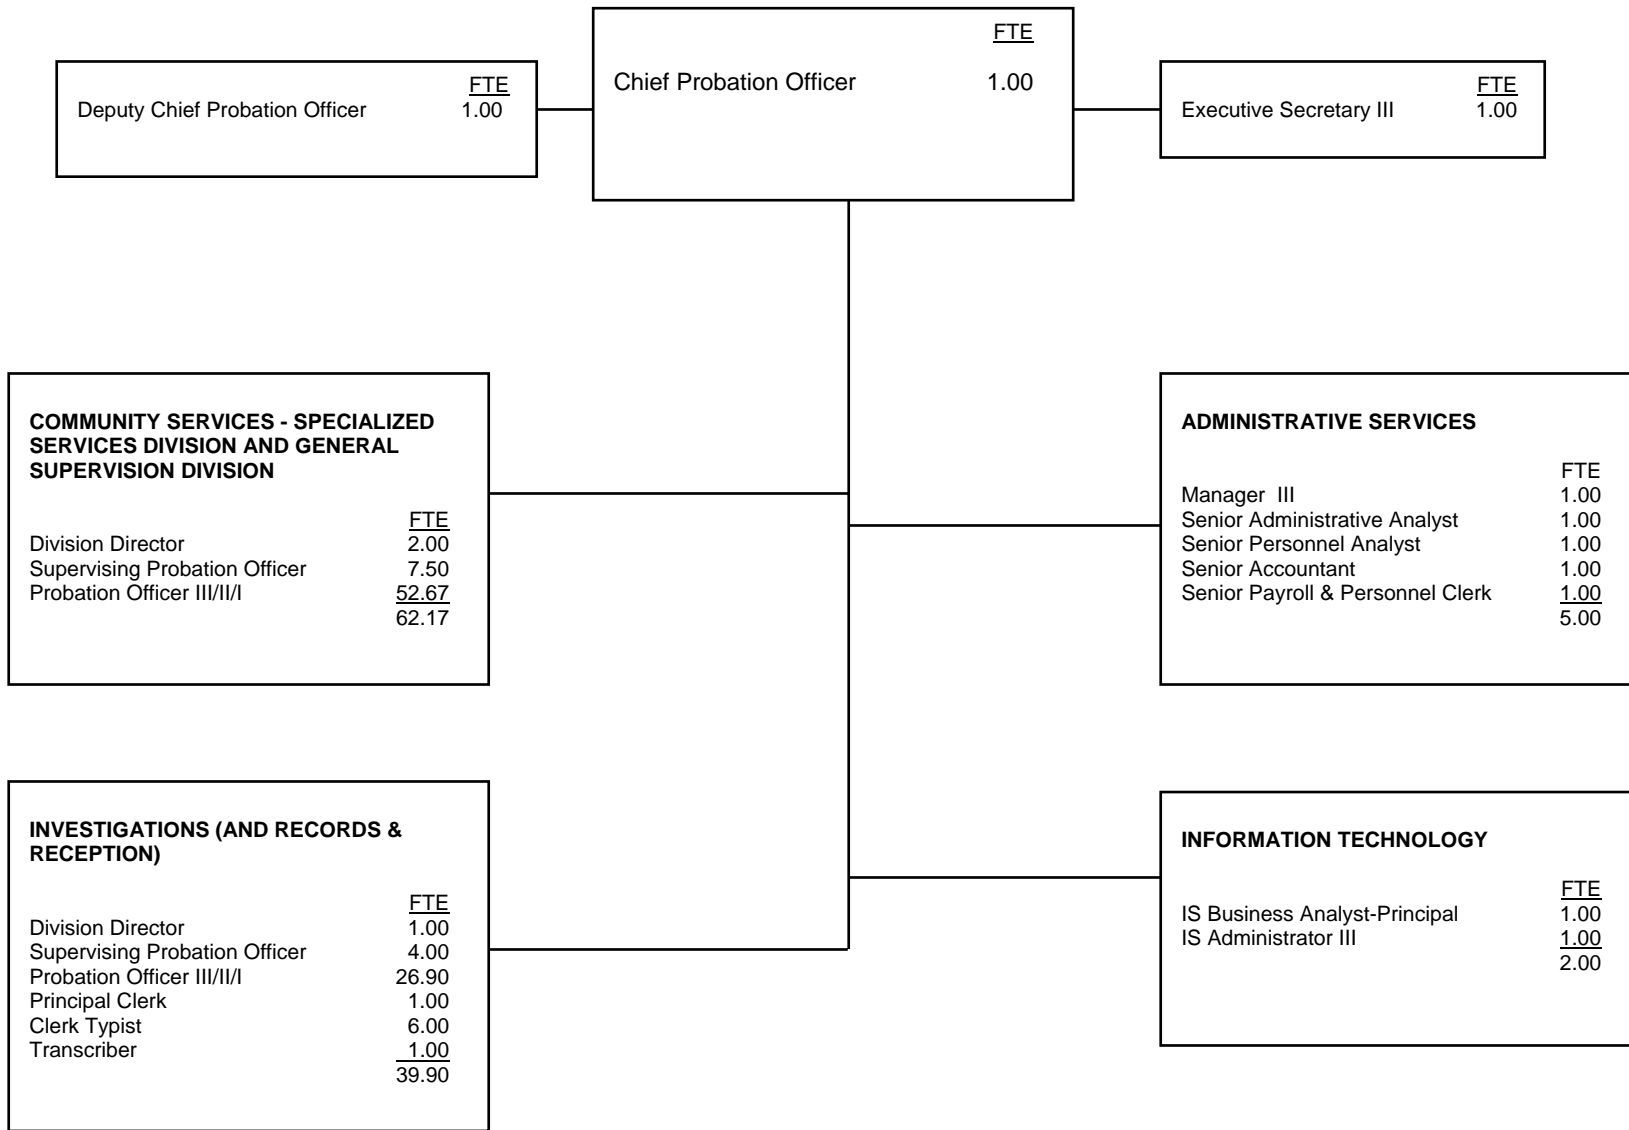 FTE
Chief Probation Officer 1.00
FTE
Deputy Chief Probation Officer 1.00
FTE
Executive Secretary III 1.00
COMMUNITY SERVICES - SPECIALIZED
SERVICES DIVISION AND GENERAL
SUPERVISION DIVISION
FTE
Division Director 2.00
Supervising Probation Officer 7.50
Probation Officer III/II/I 52.67
62.17
ADMINISTRATIVE SERVICES
FTE
Manager III 1.00
Senior Administrative Analyst 1.00
Senior Personnel Analyst 1.00
Senior Accountant 1.00
Senior Payroll & Personnel Clerk 1.00
5.00
INVESTIGATIONS (AND RECORDS &
RECEPTION)
FTE
Division Director 1.00
Supervising Probation Officer 4.00
Probation Officer III/II/I 26.90
Principal Clerk 1.00
Clerk Typist 6.00
Transcriber 1.00
39.90
INFORMATION TECHNOLOGY
FTE
IS Business Analyst-Principal 1.00
IS Administrator III 1.00
2.00